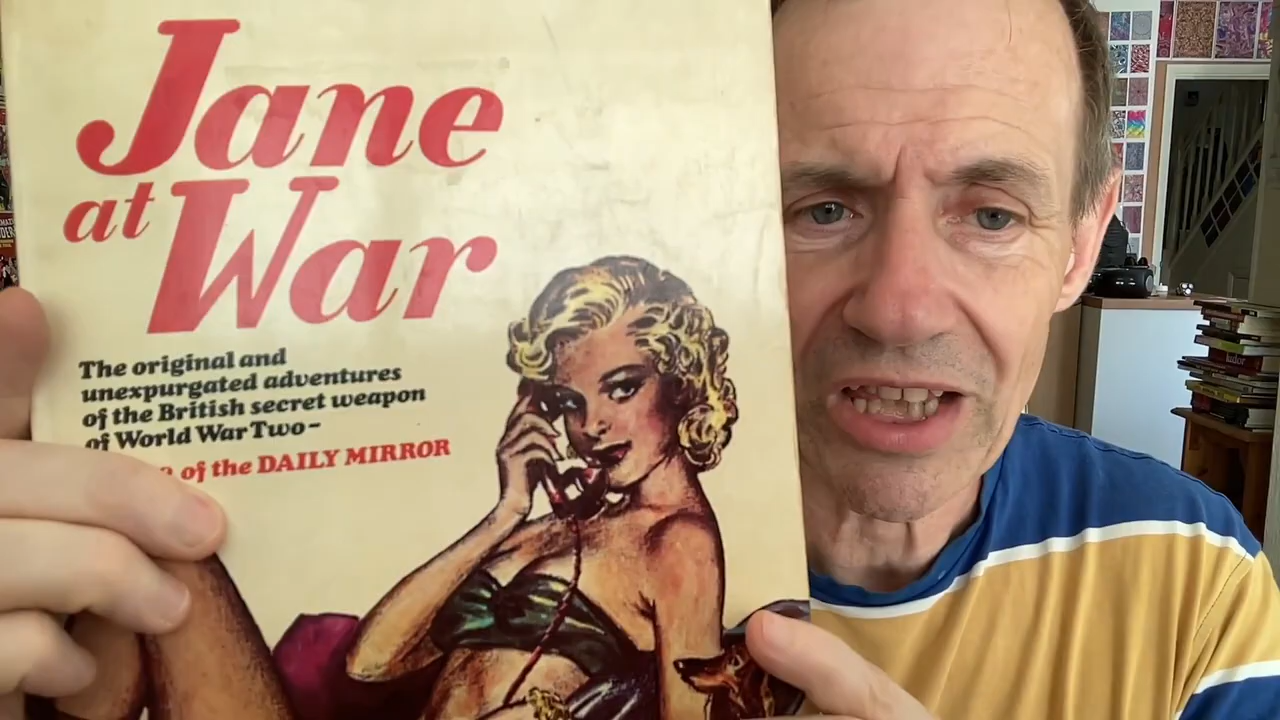 Jane
at War
The original and
unexpurgated adventures
of the British secret weapon
of World War Two-
of the DAILY MIRROR
Tudor